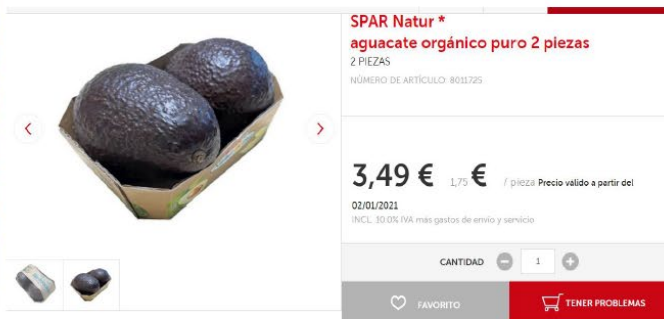 SPAR Natur *
aguacate orgánico puro 2 piezas
2 PIEZAS
NÚMERO DE ARTÍCULO: 8011725
3,49 € 1,75 € / pieza Precio válido a partir del
02/01/2021
INCL. 10.0% IVA más gastos de envío y servicio
CANTIDAD 1
FAVORITO
TENER PROBLEMAS